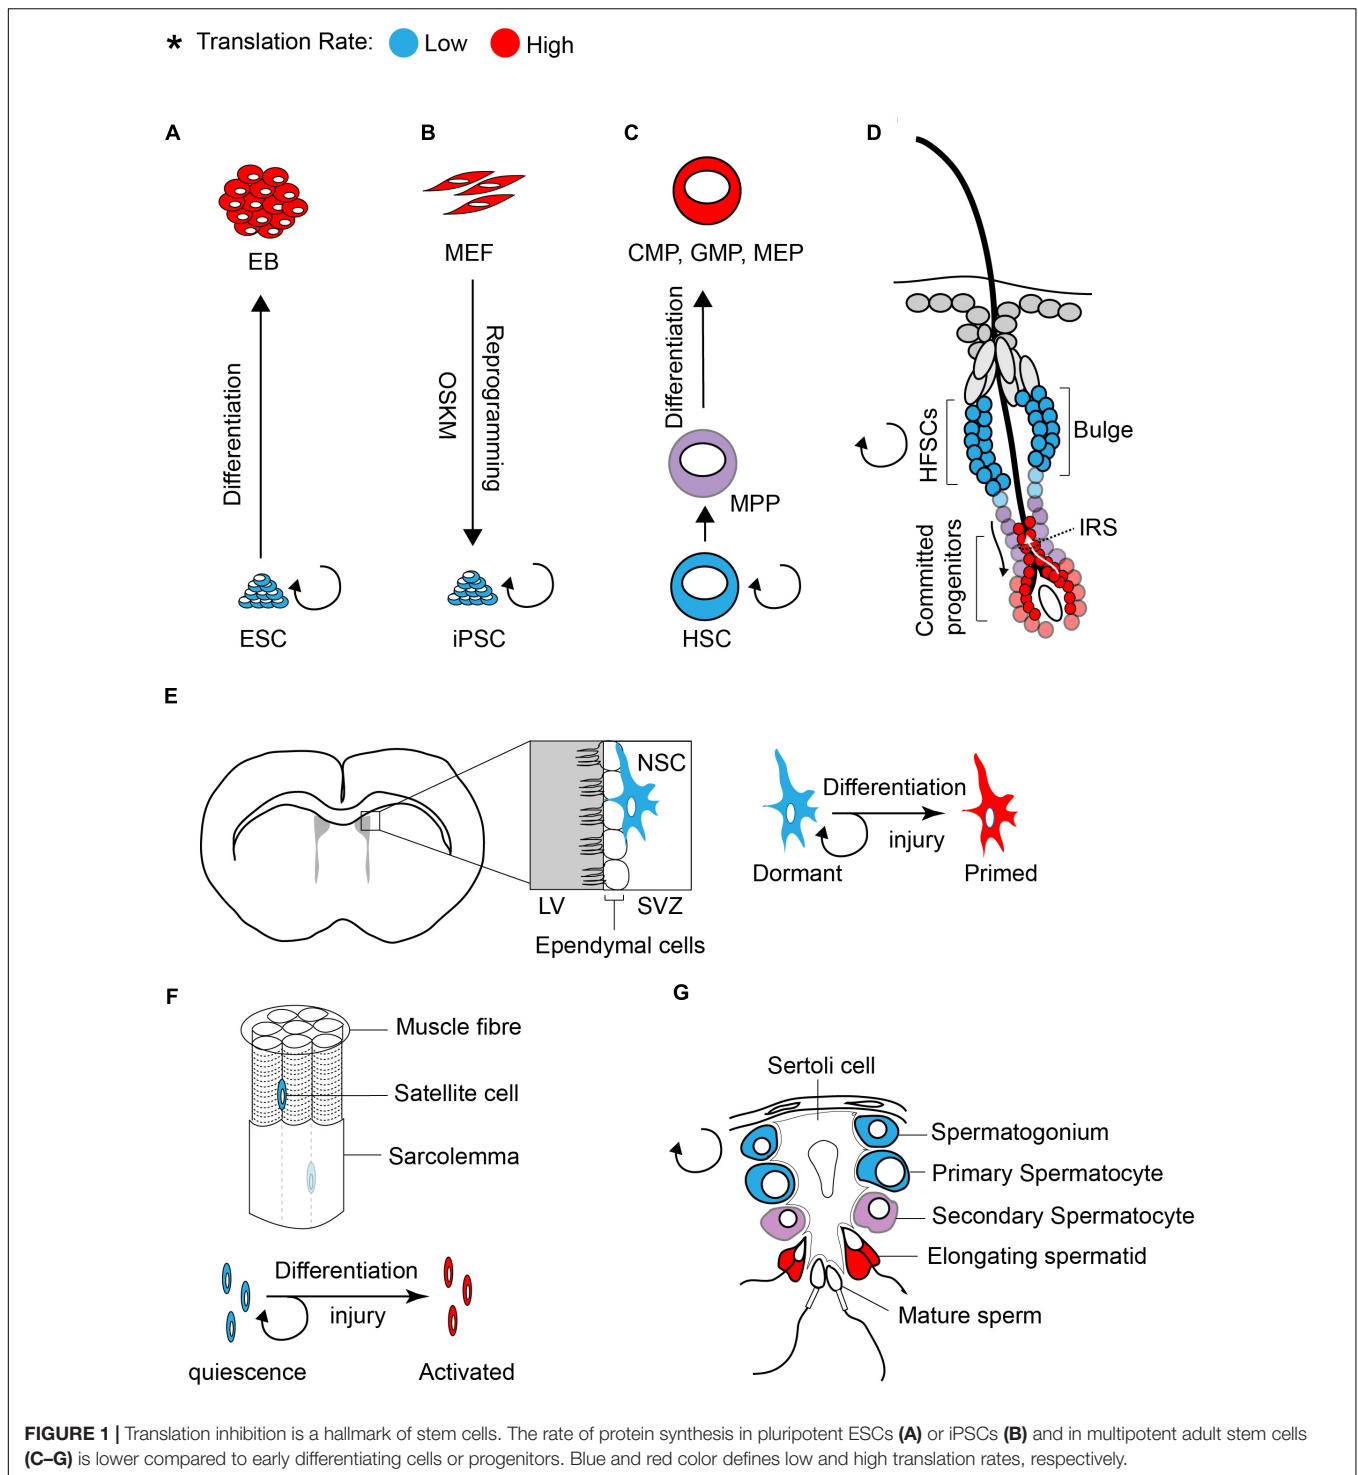 * Translation Rate: Low High
A
EB
Differentiation
ESC
B
MEF
Reprogramming
OSKM
iPSC
C
CMP, GMP, MEP
Differentiation
MPP
HSC
D
HFSCs
Bulge
IRS
Committed
progenitors
E
NSC
LV
SVZ
Ependymal cells
Differentiation
injury
Dormant
Primed
F
Muscle fibre
Satellite cell
Sarcolemma
Differentiation
injury
quiescence
Activated
G
Sertoli cell
Spermatogonium
Primary Spermatocyte
Secondary Spermatocyte
Elongating spermatid
Mature sperm
FIGURE 1 | Translation inhibition is a hallmark of stem cells. The rate of protein synthesis in pluripotent ESCs (A) or iPSCs (B) and in multipotent adult stem cells
(C–G) is lower compared to early differentiating cells or progenitors. Blue and red color defines low and high translation rates, respectively.